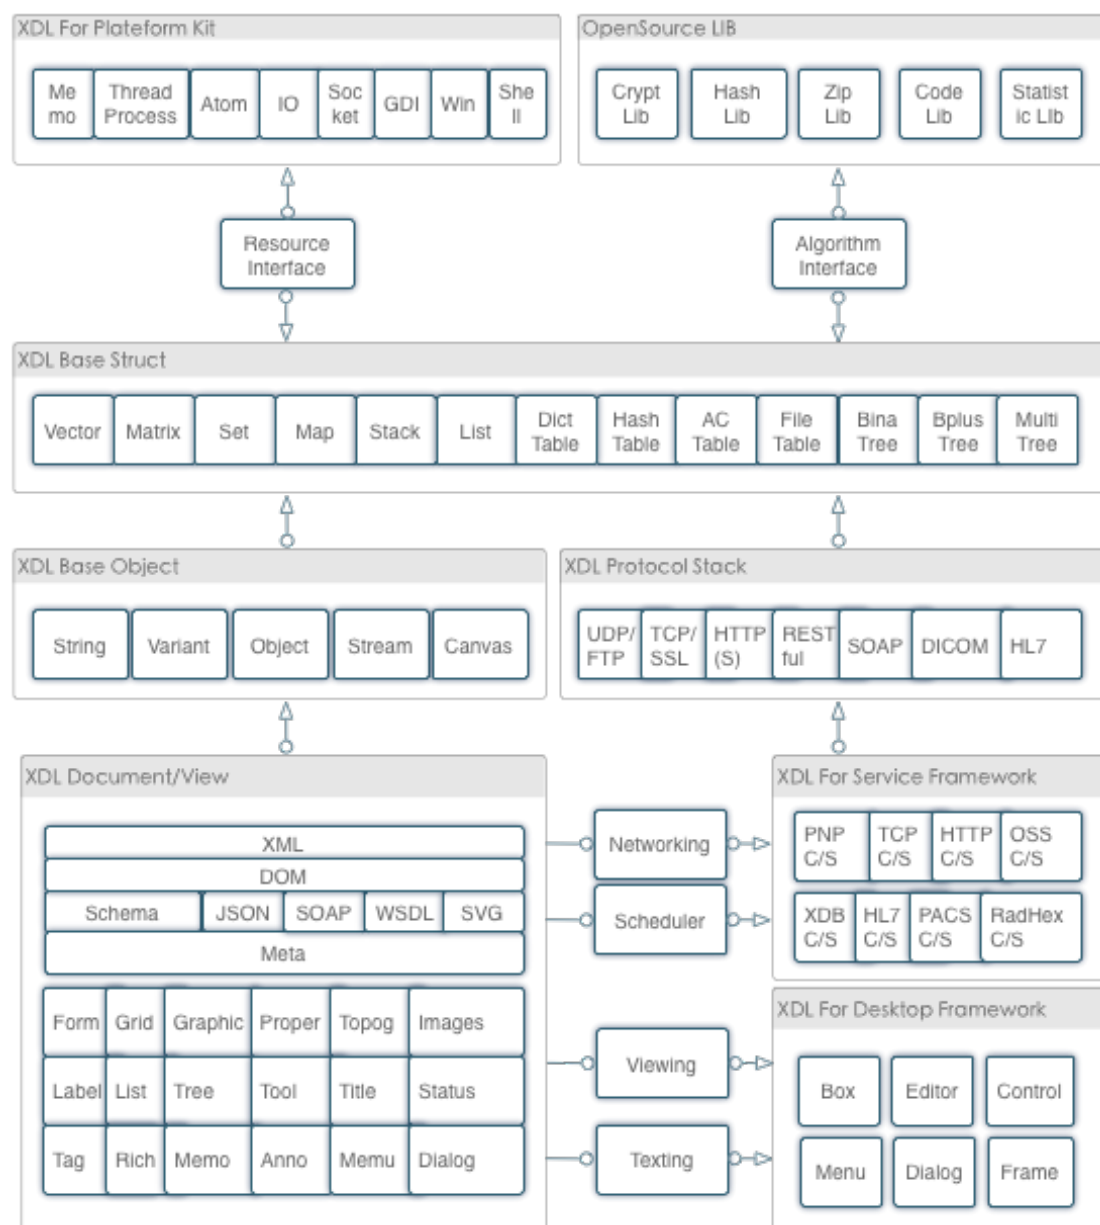 XDL For Plateform Kit
OpenSource LIB
Me
mo
Thread
Process
Atom
IO
Soc
ket
GDI
Win
She
ll
Crypt
Lib
Hash
Lib
Zip
Lib
Code
Lib
Statist
ic LIb
Resource
Interface
Algorithm
Interface
XDL Base Struct
Vector
Matrix
Set
Map
Stack
List
Dict
Table
Hash
Table
AC
Table
File
Table
Bina
Tree
Bplus
Tree
Multi
Tree
XDL Base Object
XDL Protocol Stack
String
Variant
Object
Stream
Canvas
UDP/
FTP
TCP/
SSL
HTTP
(S)
REST
ful
SOAP
DICOM
HL7
XDL Document/View
XML
DOM
Schema
JSON
SOAP
WSDL
SVG
Meta
Form
Grid
Graphic
Proper
Topog
Images
Label
List
Tree
Tool
Title
Status
Tag
Rich
Memo
Anno
Memu
Dialog
Networking
Scheduler
Viewing
Texting
XDL For Service Framework
PNP
C/S
TCP
C/S
HTTP
C/S
OSS
C/S
XDB
C/S
HL7
C/S
PACS
C/S
RadHex
C/S
XDL For Desktop Framework
Box
Editor
Control
Menu
Dialog
Frame